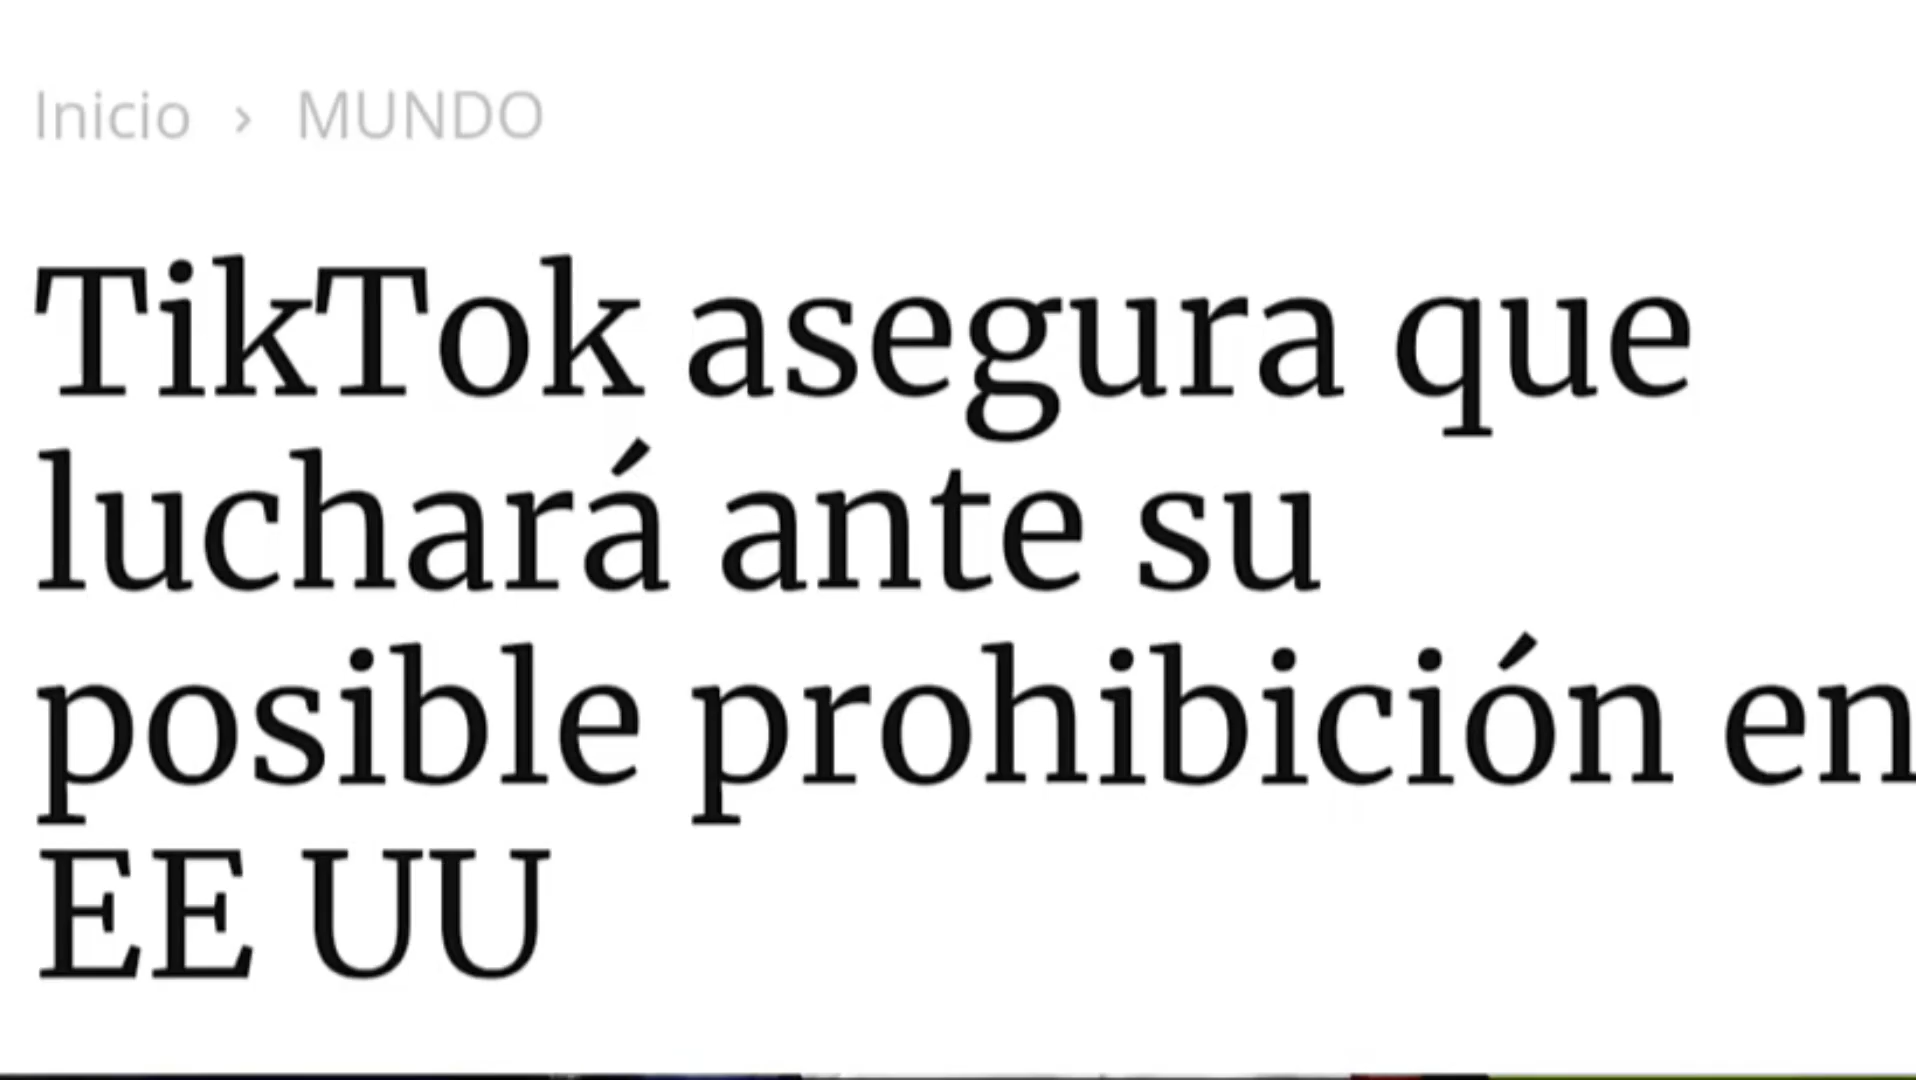 Inicio › MUNDO
TikTok asegura que
luchará ante su
posible prohibición en
EE UU